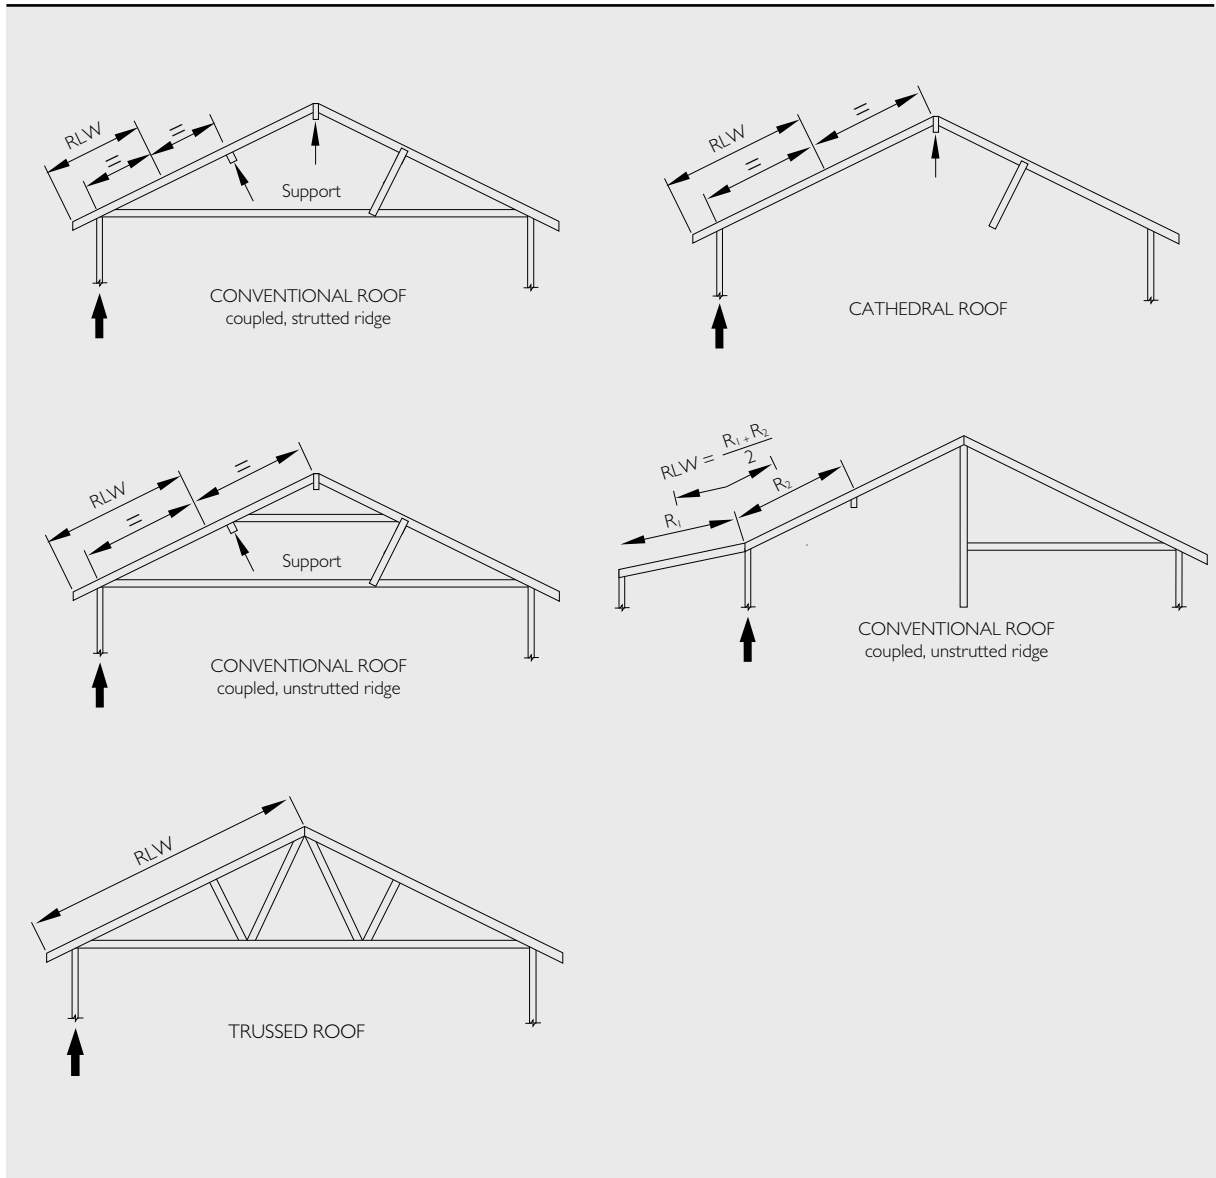 RLW
=
=
Support
CONVENTIONAL ROOF
coupled, strutted ridge
RLW
=
=
CATHEDRAL ROOF
RLW
=
=
Support
CONVENTIONAL ROOF
coupled, unstrutted ridge
RLW = R1 + R2
2
R1
R2
CONVENTIONAL ROOF
coupled, unstrutted ridge
RLW
TRUSSED ROOF